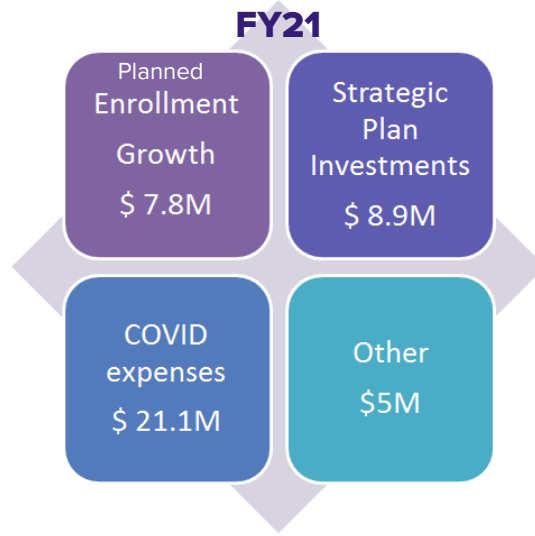 FY21
Planned
Enrollment
Growth
$ 7.8M
Strategic
Plan
Investments
$ 8.9M
COVID
expenses
$ 21.1M
Other
$5M